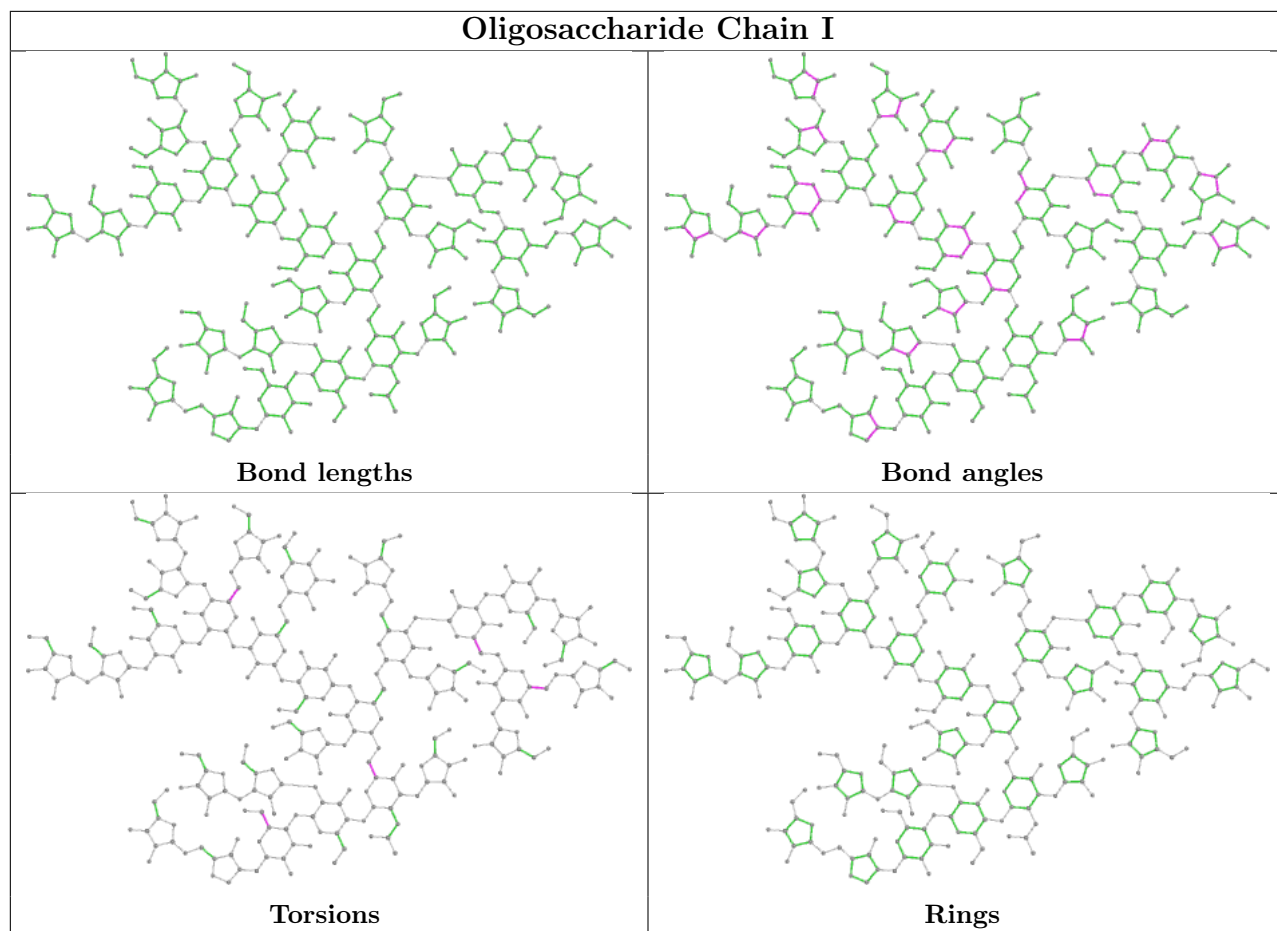 Oligosaccharide Chain I
Bond lengths
Bond angles
Torsions
Rings